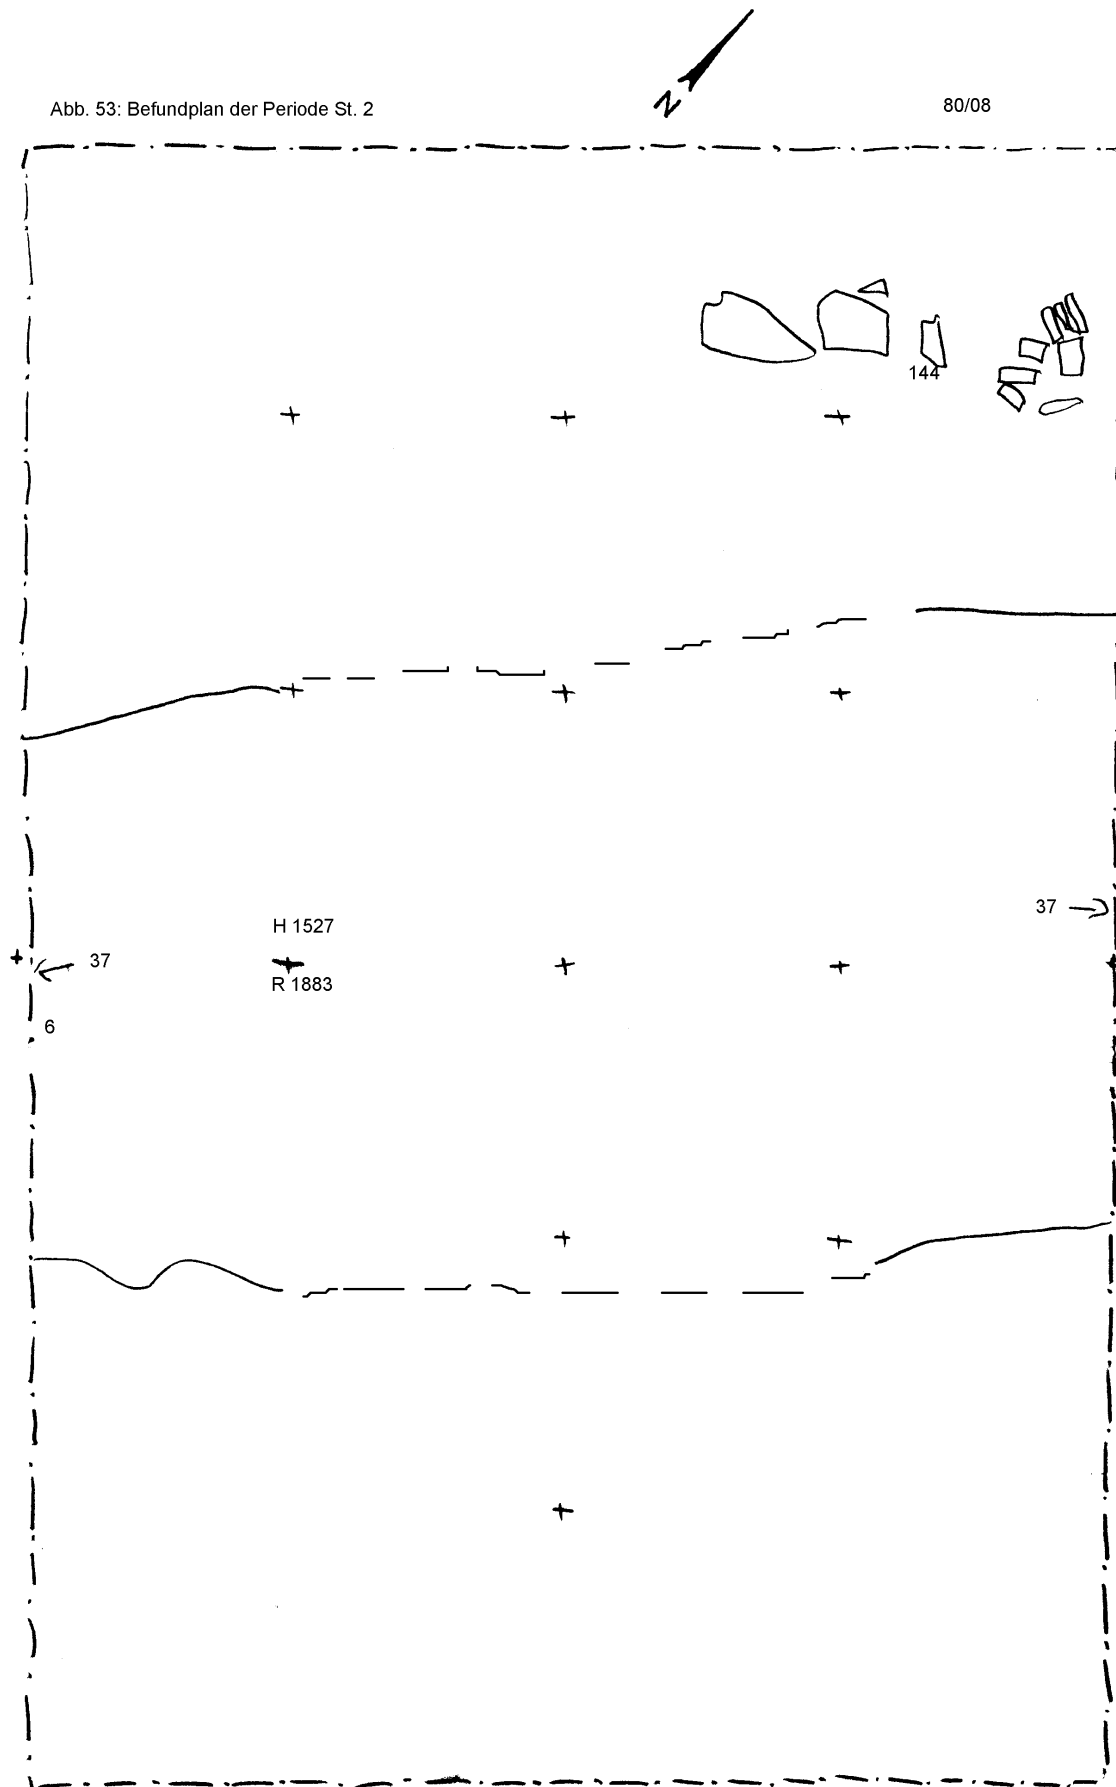 N
Abb. 53: Befundplan der Periode St. 2
80/08
144
37
H 1527
37
R 1883
6